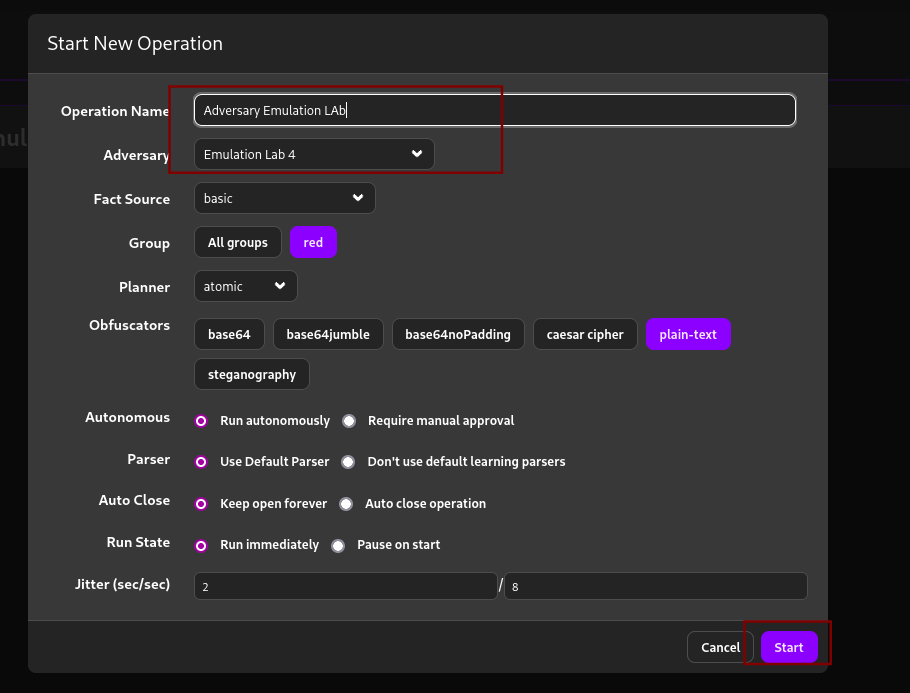 Start New Operation
Operation Name Adversary Emulation LAb
Adversary Emulation Lab 4
Fact Source basic
Group All groups red
Planner atomic
Obfuscators base64 base64jumble base64noPadding caesar cipher plain-text
steganography
Autonomous Run autonomously Require manual approval
Parser Use Default Parser Don't use default learning parsers
Auto Close Keep open forever Auto close operation
Run State Run immediately Pause on start
Jitter (sec/sec) 2 / 8
Cancel Start